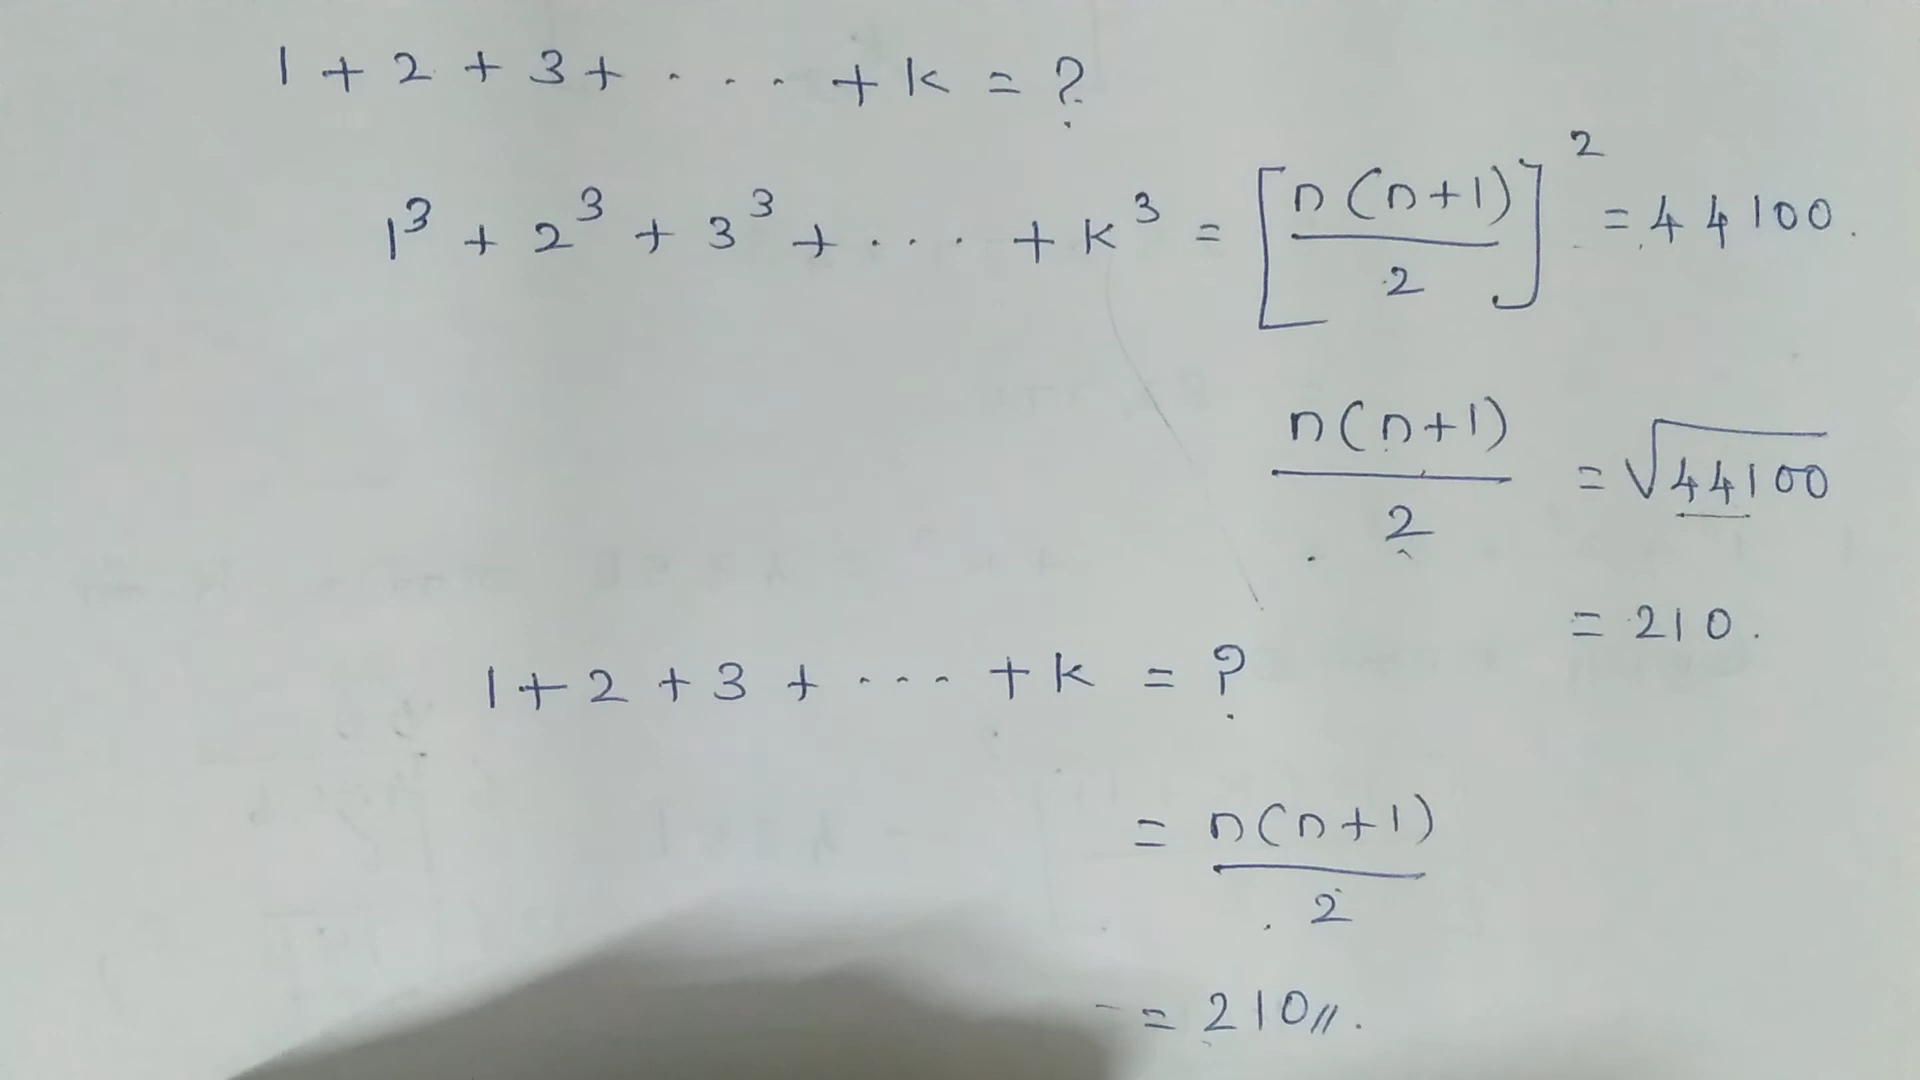 1 + 2 + 3 + . . . . + k = ?
1³ + 2³ + 3³ + . . . . + k³ = [n(n+1)/2]² = 44100.
n(n+1)/2 = √44100
= 210.
1 + 2 + 3 + ---- + k = ?
= n(n+1)/2
= 210//.